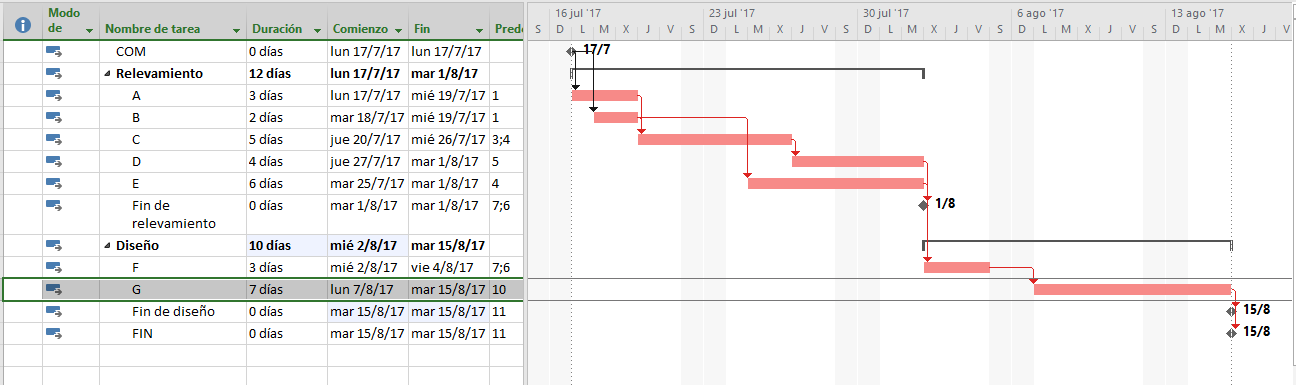 Modo de Nombre de tarea Duración Comienzo Fin Prede
16 jul '17 23 jul '17 30 jul '17 6 ago '17 13 ago '17
S D L M X J V S D L M X J V S D L M X J V S D L M X J V S D L M X J V
COM 0 días lun 17/7/17 lun 17/7/17 17/7
Relevamiento 12 días lun 17/7/17 mar 1/8/17
A 3 días lun 17/7/17 mié 19/7/17 1
B 2 días mar 18/7/17 mié 19/7/17 1
C 5 días jue 20/7/17 mié 26/7/17 3;4
D 4 días jue 27/7/17 mar 1/8/17 5
E 6 días mar 25/7/17 mar 1/8/17 4
Fin de relevamiento 0 días mar 1/8/17 mar 1/8/17 7;6 1/8
Diseño 10 días mié 2/8/17 mar 15/8/17
F 3 días mié 2/8/17 vie 4/8/17 7;6
G 7 días lun 7/8/17 mar 15/8/17 10
Fin de diseño 0 días mar 15/8/17 mar 15/8/17 11 15/8
FIN 0 días mar 15/8/17 mar 15/8/17 11 15/8